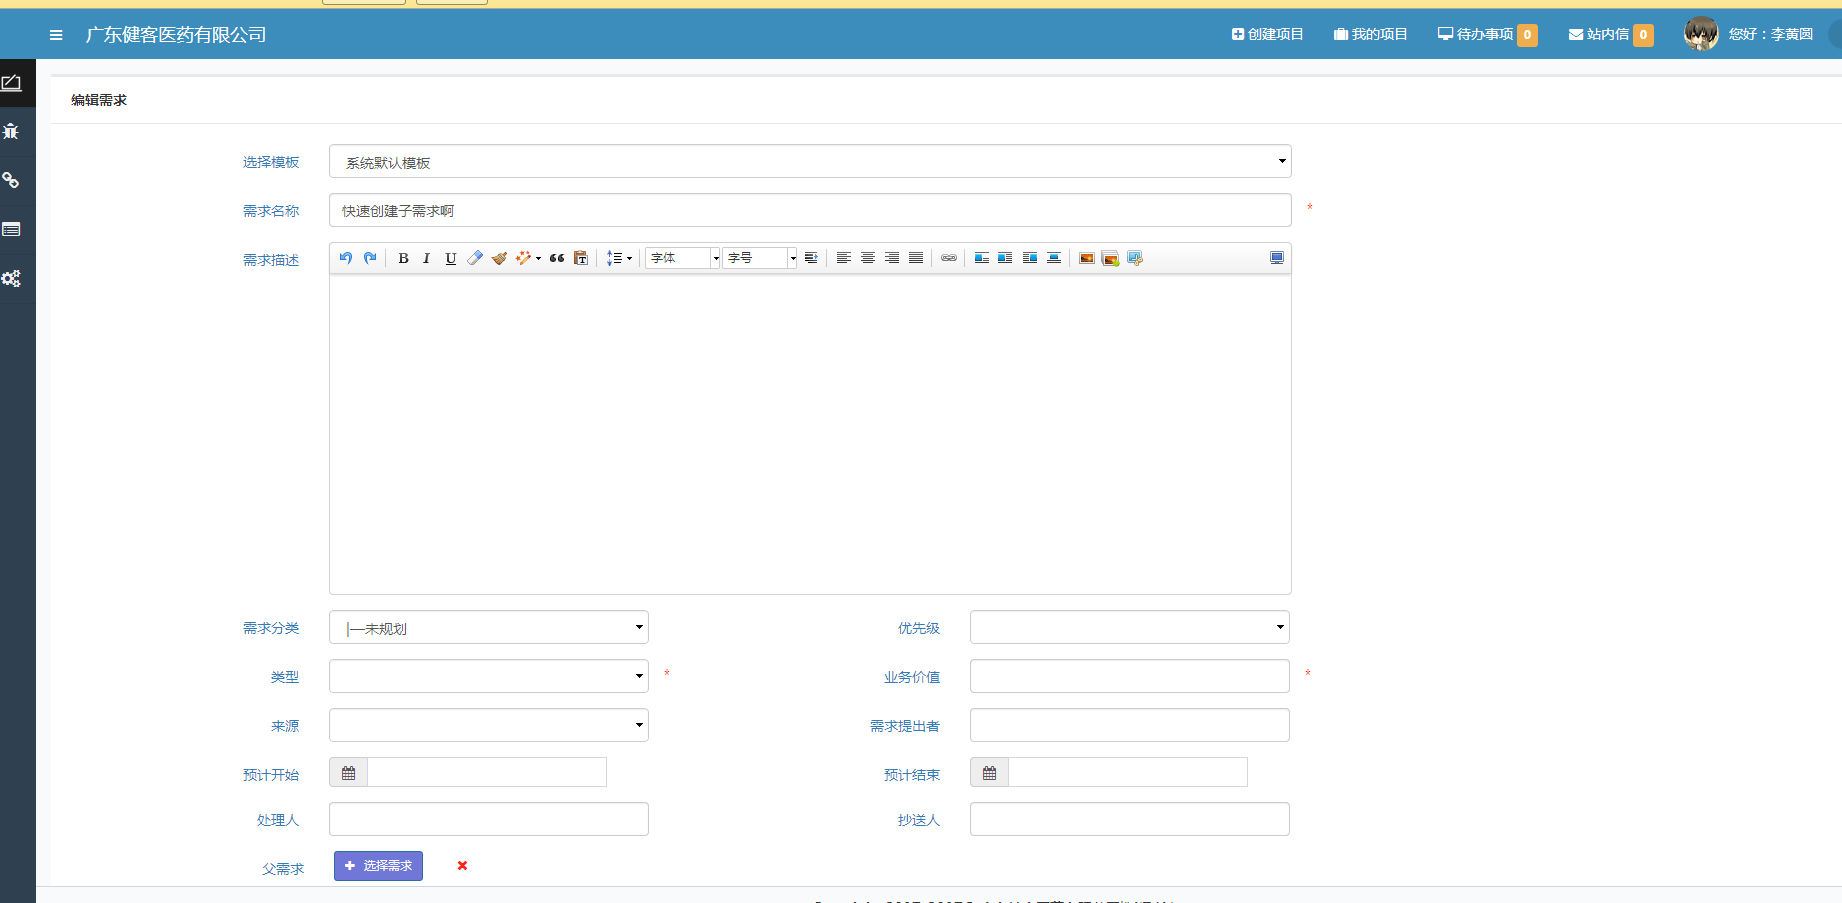 广东健客医药有限公司
创建项目 我的项目 待办事项 0 站内信 0 您好：李黄圆
编辑需求
选择模板 系统默认模板
需求名称 快速创建子需求啊 *
需求描述 B I U 字体 字号
需求分类 |—未规划 优先级
类型 * 业务价值 *
来源 需求提出者
预计开始 预计结束
处理人 抄送人
父需求 选择需求